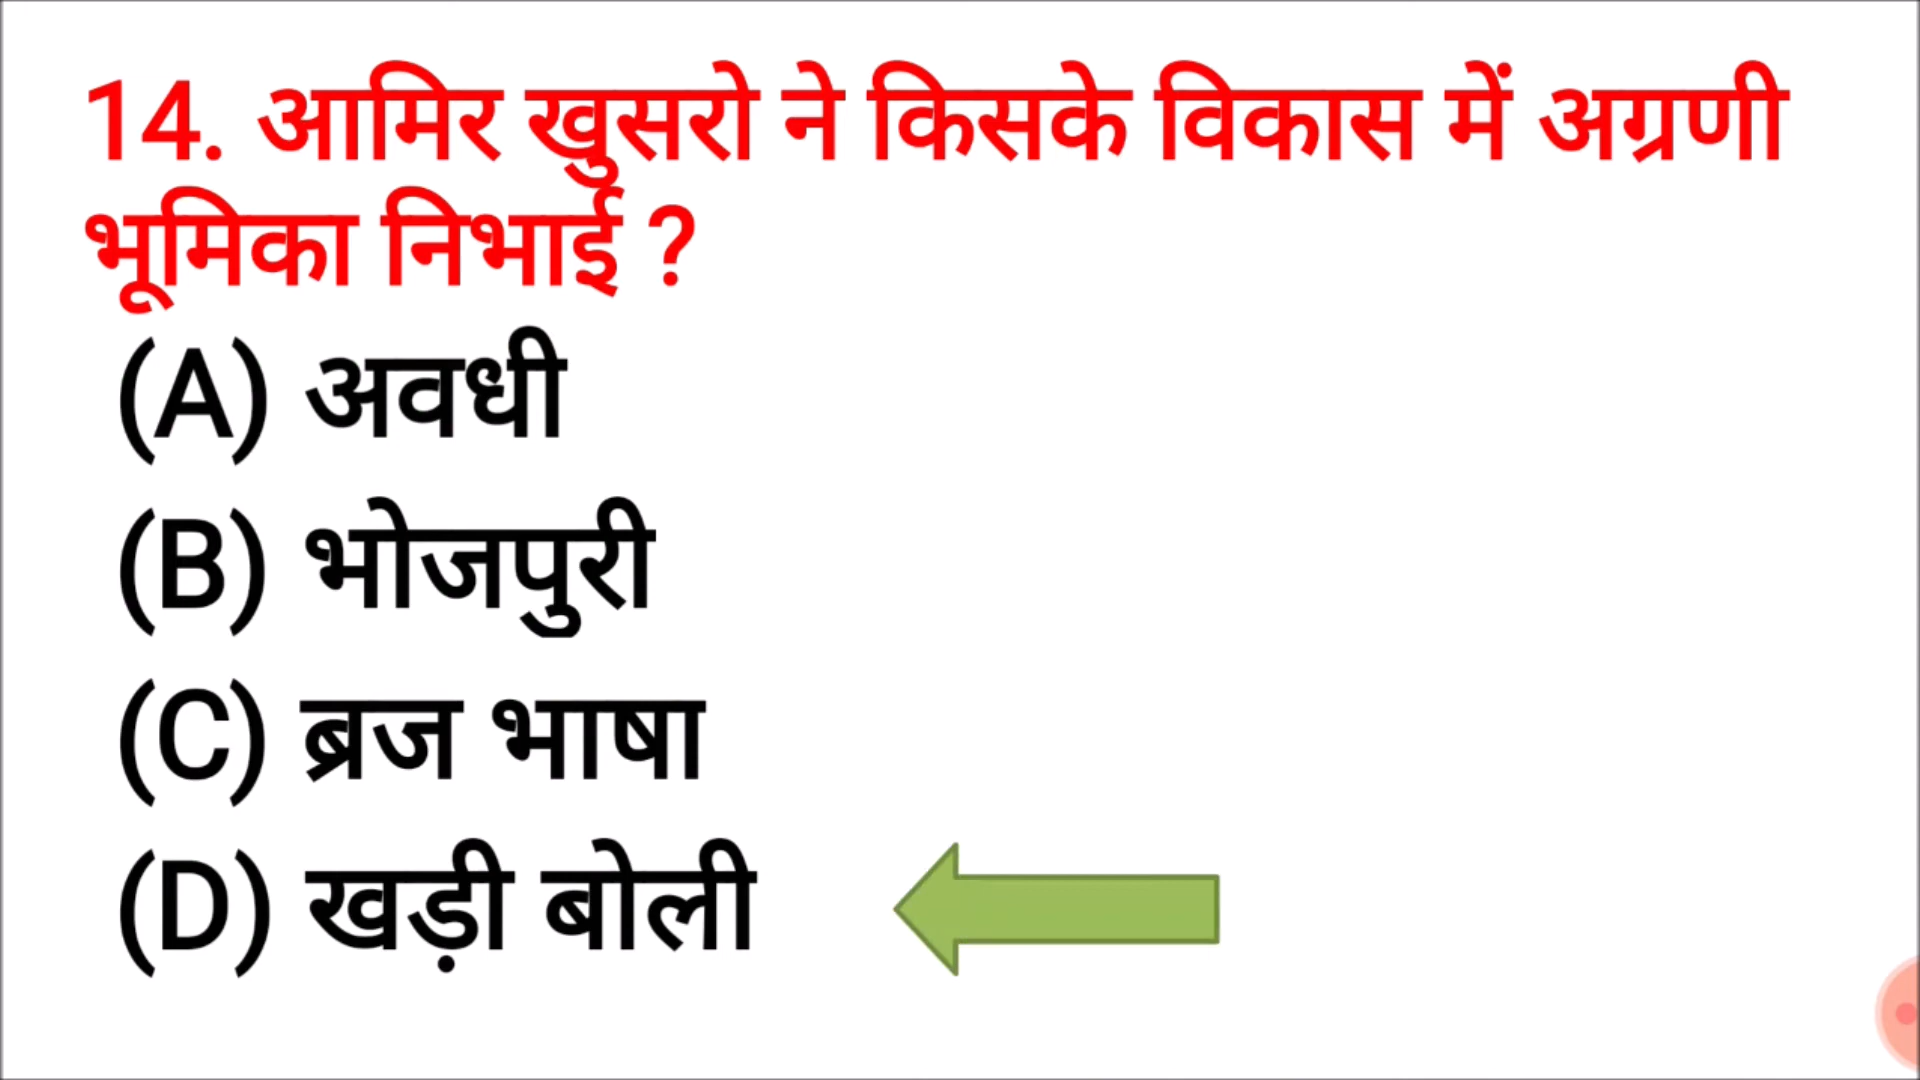 14. आमिर खुसरो ने किसके विकास में अग्रणी
भूमिका निभाई ?
(A) अवधी
(B) भोजपुरी
(C) ब्रज भाषा
(D) खड़ी बोली